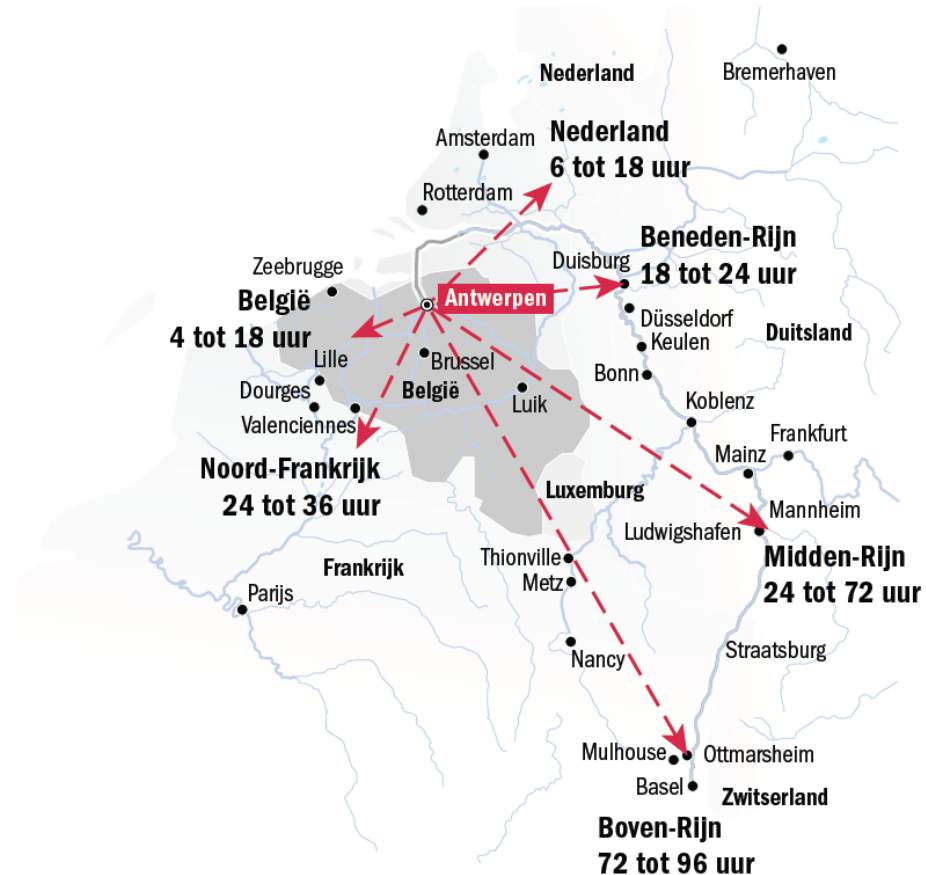 Nederland
Bremerhaven
Nederland
6 tot 18 uur
Amsterdam
Rotterdam
Beneden-Rijn
18 tot 24 uur
Duisburg
Zeebrugge
België
4 tot 18 uur
Antwerpen
Düsseldorf
Keulen
Duitsland
Lille
Brussel
Dourges
België
Bonn
Luik
Valenciennes
Koblenz
Frankfurt
Mainz
Noord-Frankrijk
24 tot 36 uur
Luxemburg
Mannheim
Ludwigshafen
Midden-Rijn
24 tot 72 uur
Thionville
Frankrijk
Metz
Parijs
Straatsburg
Nancy
Mulhouse
Ottmarsheim
Basel
Zwitserland
Boven-Rijn
72 tot 96 uur